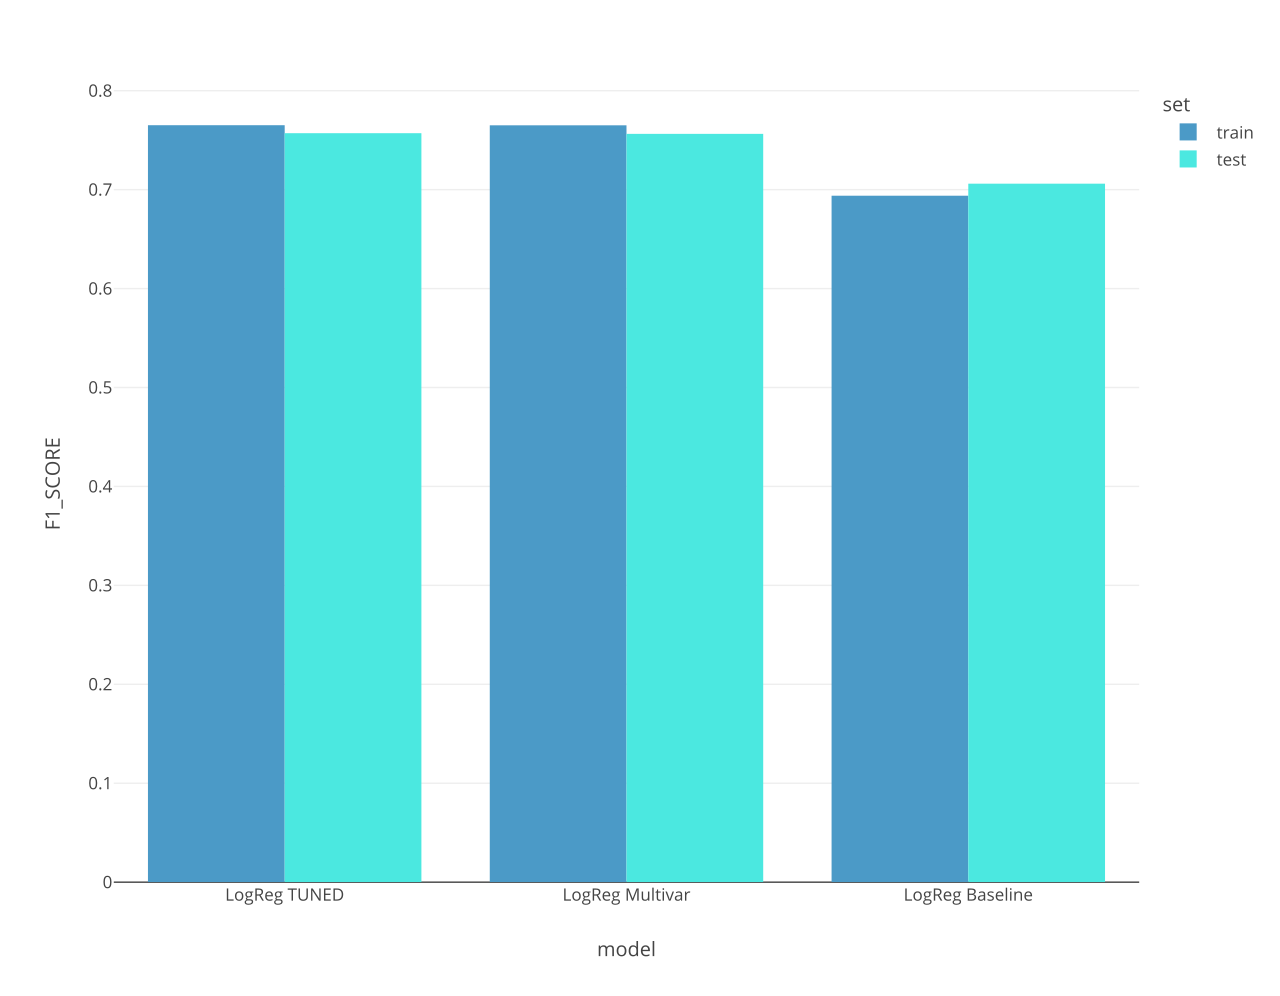 0.8
0.7
0.6
0.5
0.4
0.3
0.2
0.1
0
F1_SCORE
LogReg TUNED
LogReg Multivar
LogReg Baseline
model
set
train
test